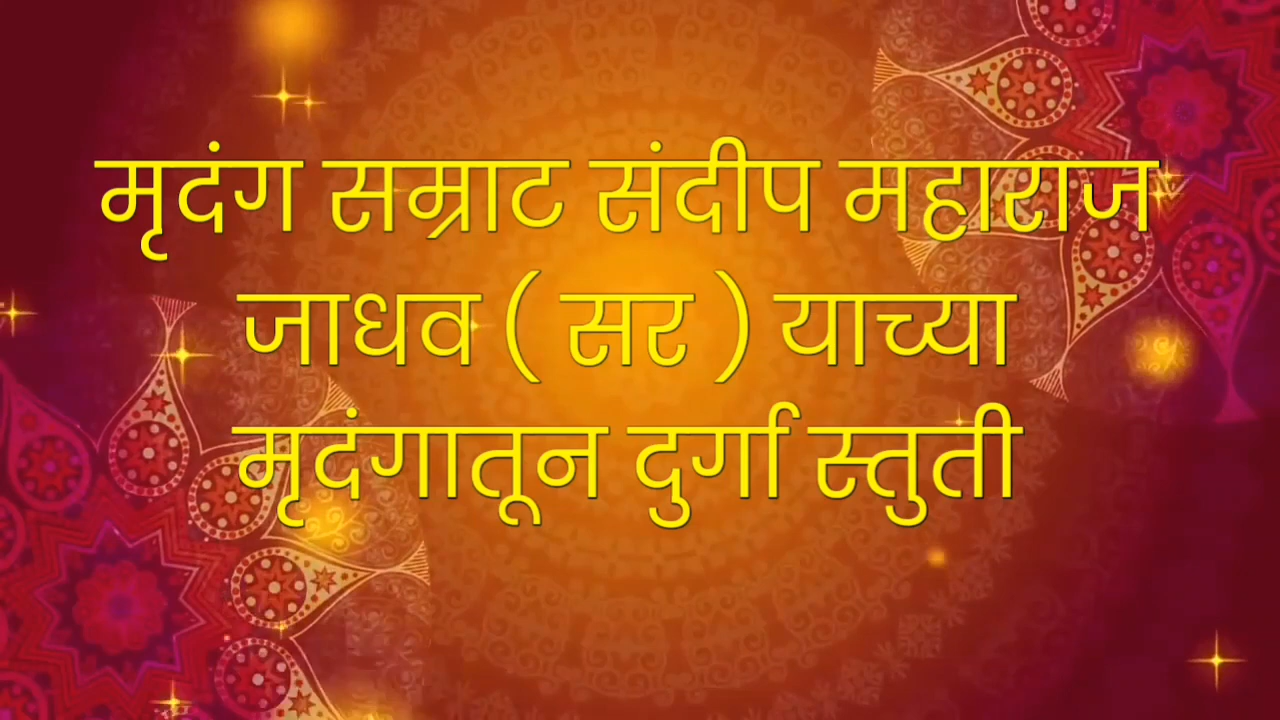 मृदंग सम्राट संदीप महाराज
जाधव ( सर ) याच्या
मृदंगातून दुर्गा स्तुती